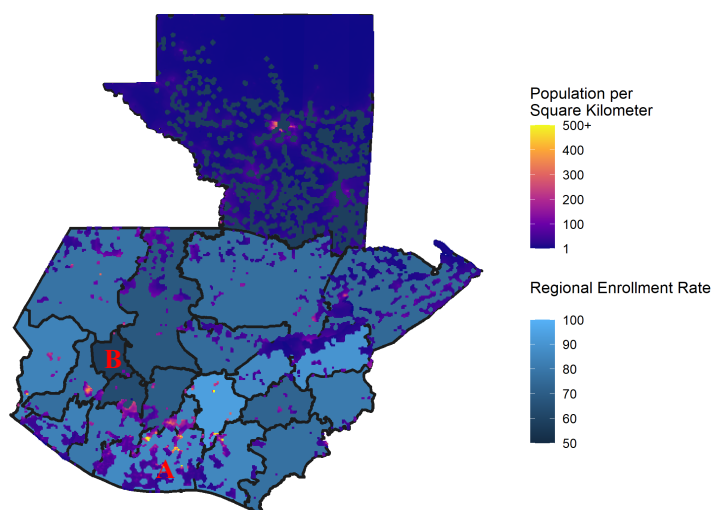 Population per
Square Kilometer
500+
400
300
200
100
1
Regional Enrollment Rate
100
90
80
70
60
50
B
A